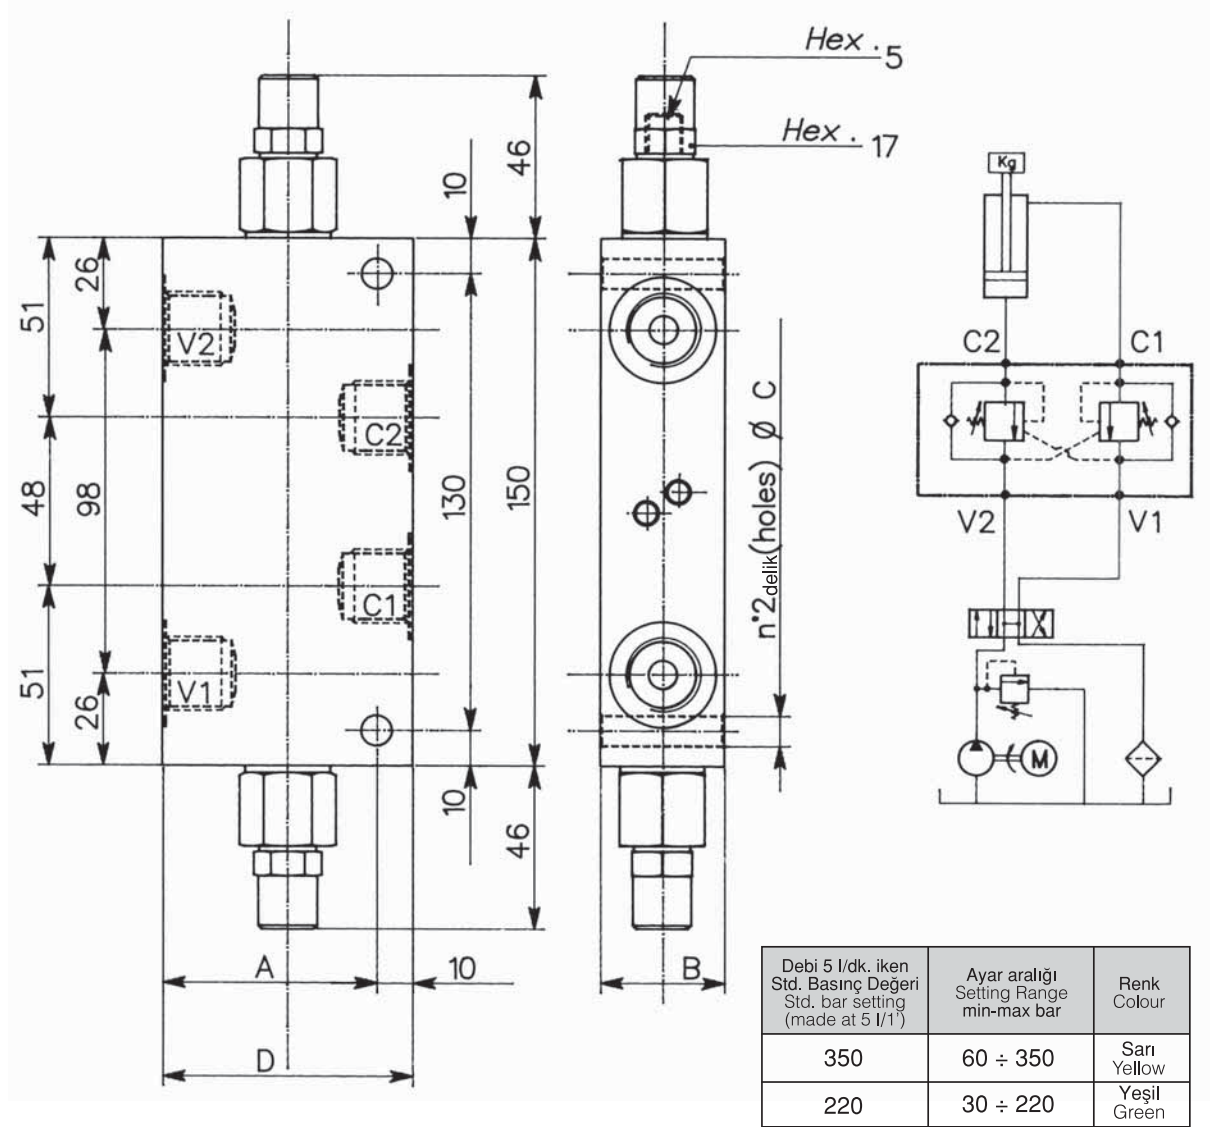 Hex . 5
Hex . 17
46
10
26
51
V2
C2
48
98
130
150
n°2 delik(holes) Ø C
C1
V1
51
26
10
46
A
10
B
D
Kg
C2
C1
V2
V1
M
Debi 5 l/dk. iken
Std. Basınç Değeri
Std. bar setting
(made at 5 l/1')
Ayar aralığı
Setting Range
min-max bar
Renk
Colour
350
60 ÷ 350
Sarı
Yellow
220
30 ÷ 220
Yeşil
Green